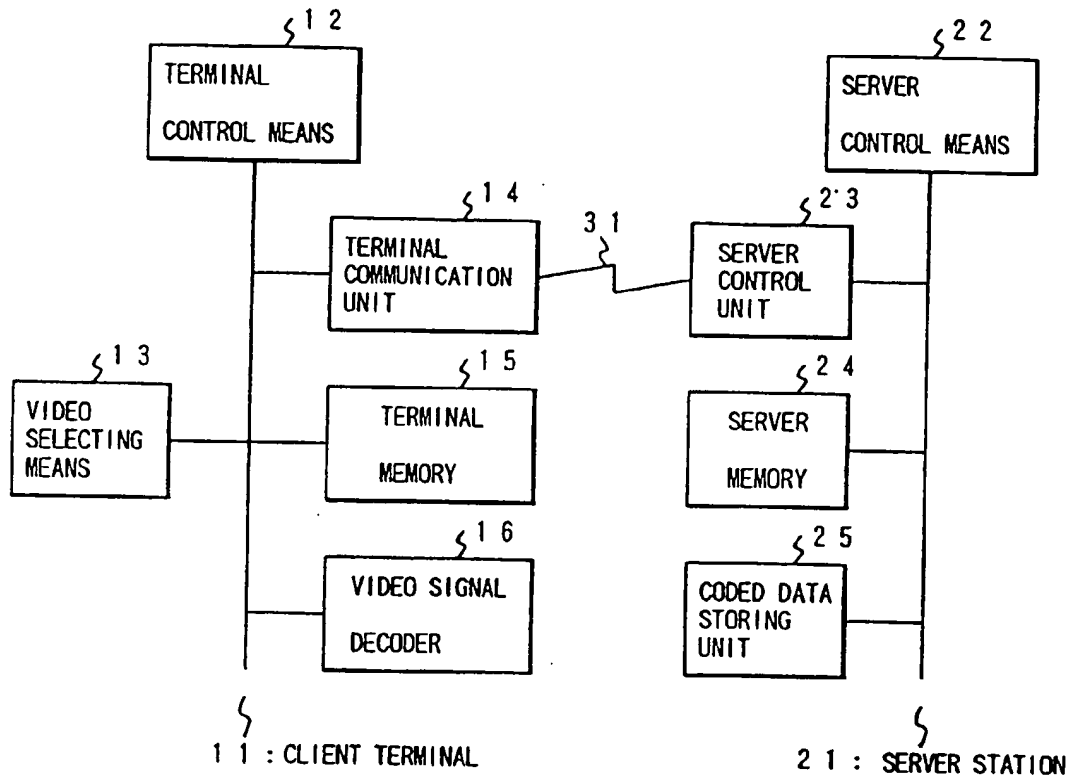 12
TERMINAL
CONTROL MEANS
22
SERVER
CONTROL MEANS
14
TERMINAL
COMMUNICATION
UNIT
31
23
SERVER
CONTROL
UNIT
13
VIDEO
SELECTING
MEANS
15
TERMINAL
MEMORY
24
SERVER
MEMORY
16
VIDEO SIGNAL
DECODER
25
CODED DATA
STORING
UNIT
11 : CLIENT TERMINAL
21 : SERVER STATION